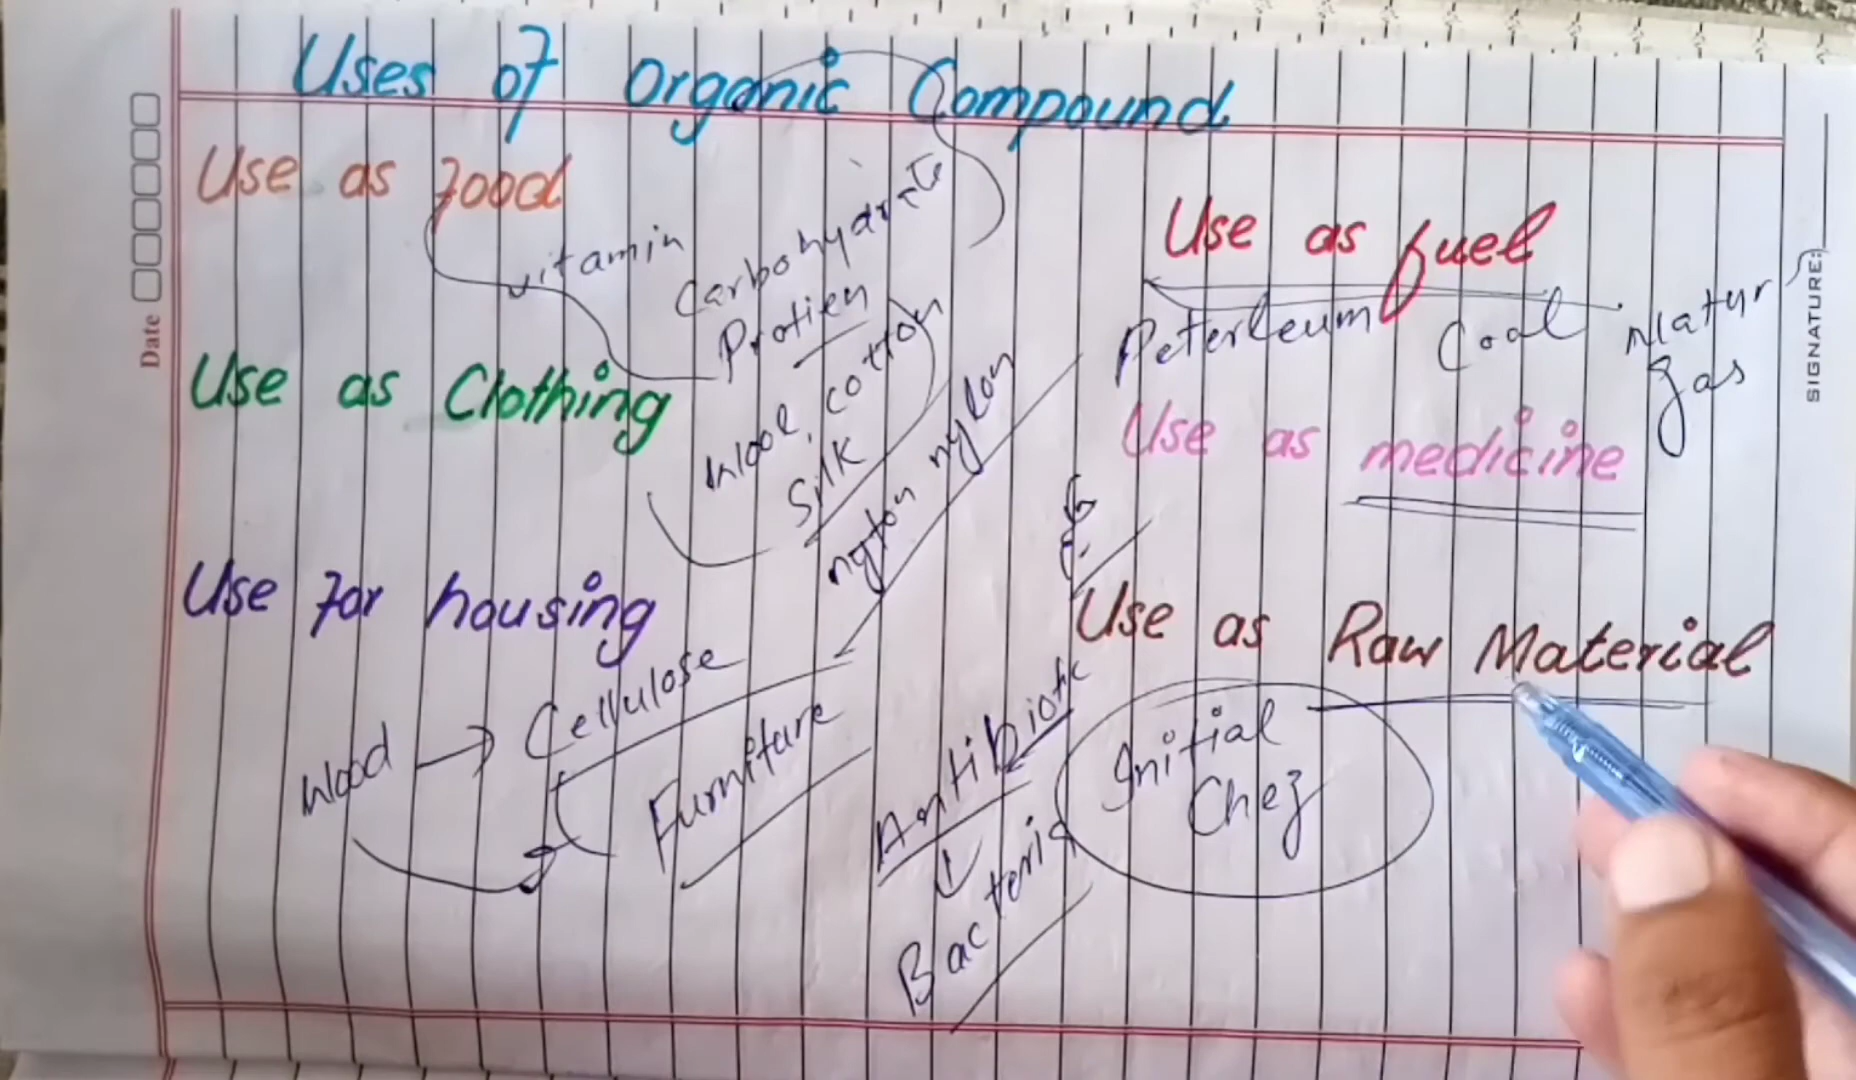 Uses of Organic Compound
Use as food
vitamin
Carbohydrate
Protien
Use as Clothing
Wool, cotton
Silk
nylon nylon
Use for housing
Wood → Cellulose
Furniture
Use as fuel
Peterleum Coal Natur
gas
Use as medicine
Antibiotic
Bacteria
Use as Raw Material
Initial
Chez
Date
SIGNATURE: